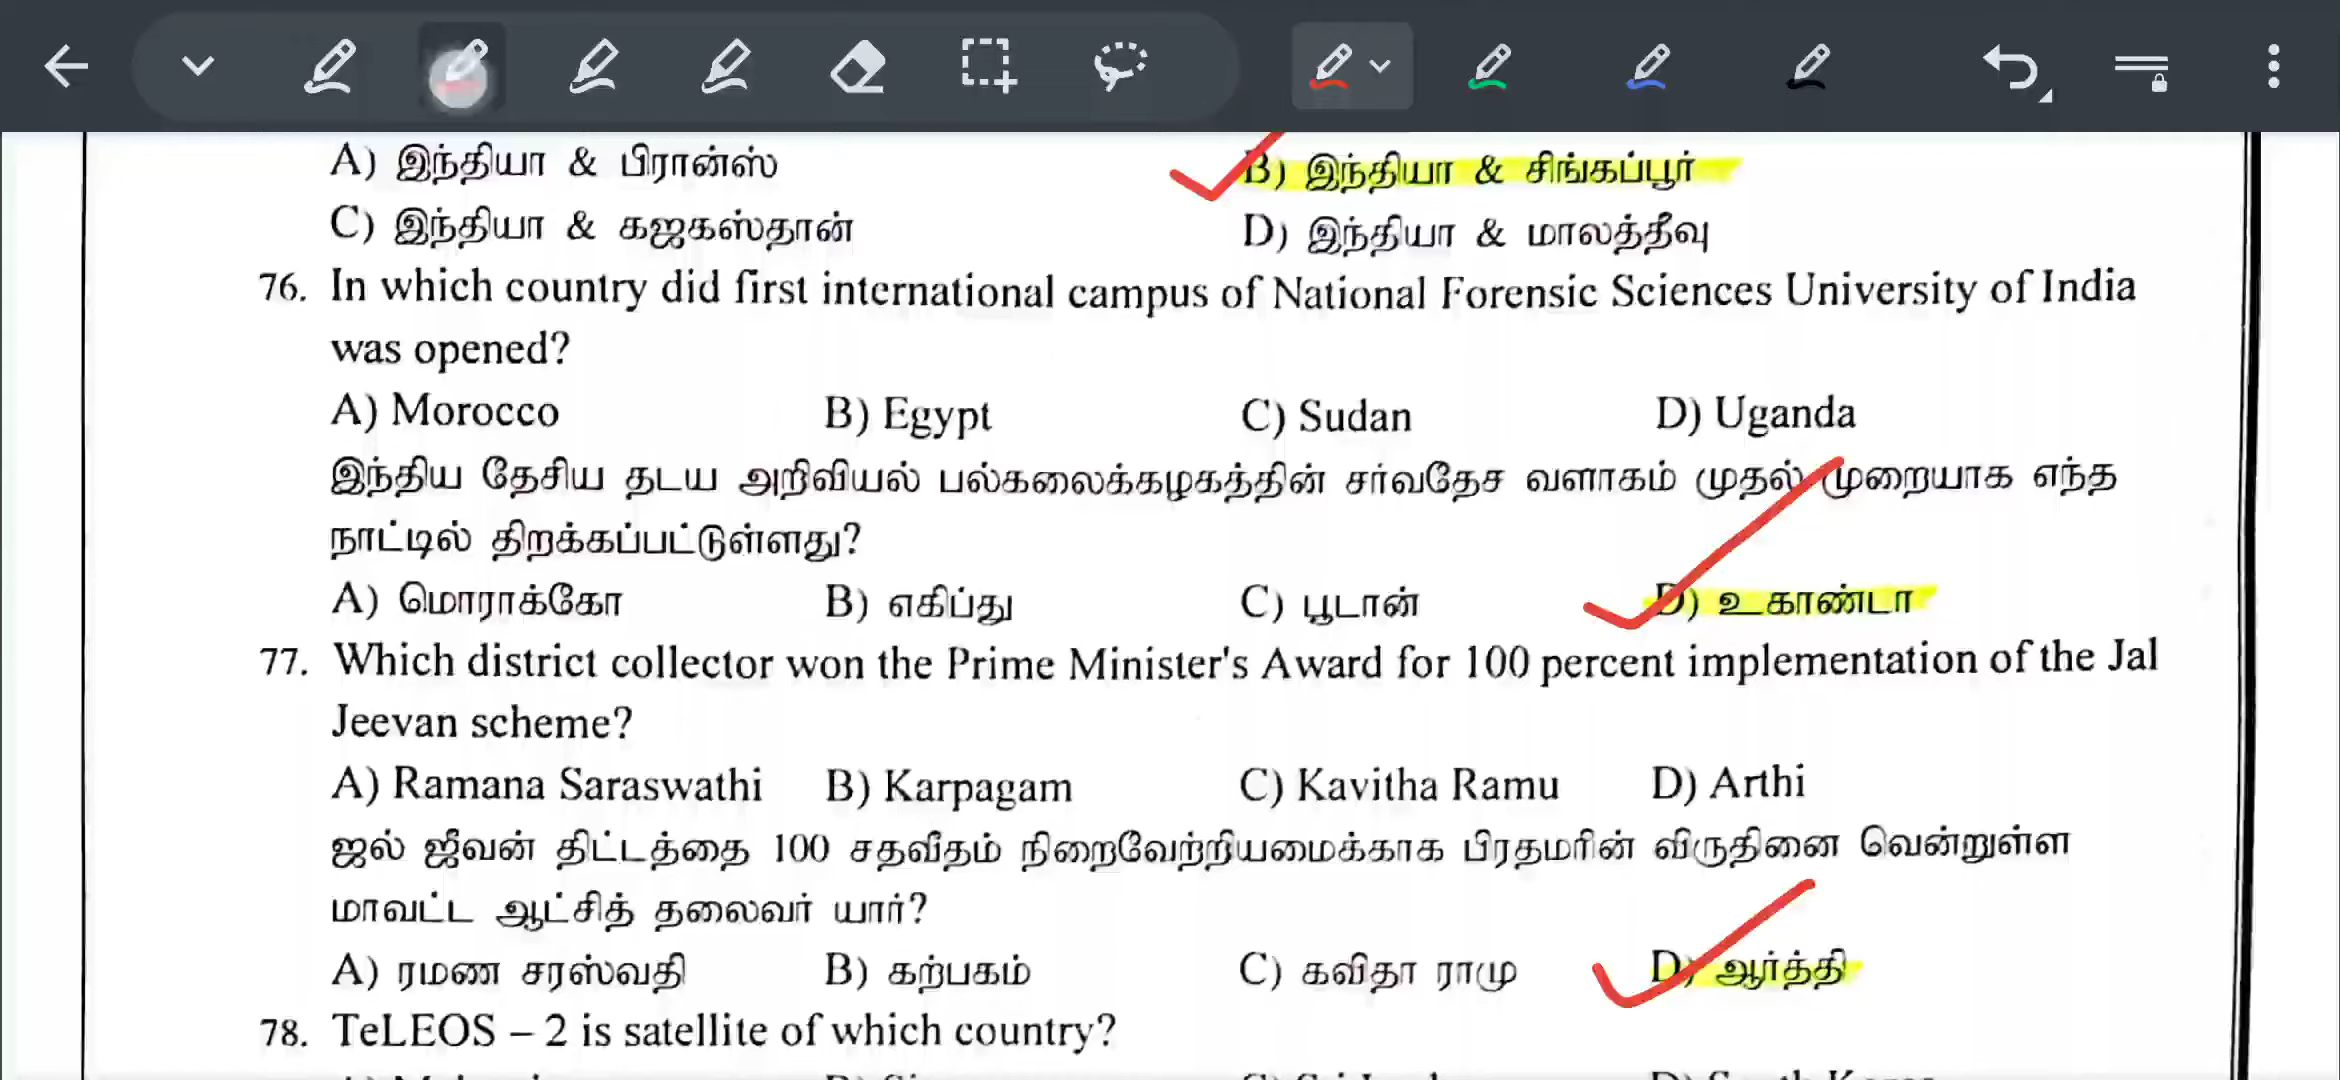 A) இந்தியா & பிரான்ஸ் B) இந்தியா & சிங்கப்பூர்
C) இந்தியா & கஜகஸ்தான் D) இந்தியா & மாலத்தீவு
76. In which country did first international campus of National Forensic Sciences University of India
was opened?
A) Morocco B) Egypt C) Sudan D) Uganda
இந்திய தேசிய தடய அறிவியல் பல்கலைக்கழகத்தின் சர்வதேச வளாகம் முதல் முறையாக எந்த
நாட்டில் திறக்கப்பட்டுள்ளது?
A) மொராக்கோ B) எகிப்து C) பூடான் D) உகாண்டா
77. Which district collector won the Prime Minister's Award for 100 percent implementation of the Jal
Jeevan scheme?
A) Ramana Saraswathi B) Karpagam C) Kavitha Ramu D) Arthi
ஜல் ஜீவன் திட்டத்தை 100 சதவீதம் நிறைவேற்றியமைக்காக பிரதமரின் விருதினை வென்றுள்ள
மாவட்ட ஆட்சித் தலைவர் யார்?
A) ரமண சரஸ்வதி B) கற்பகம் C) கவிதா ராமு D) ஆர்த்தி
78. TeLEOS – 2 is satellite of which country?